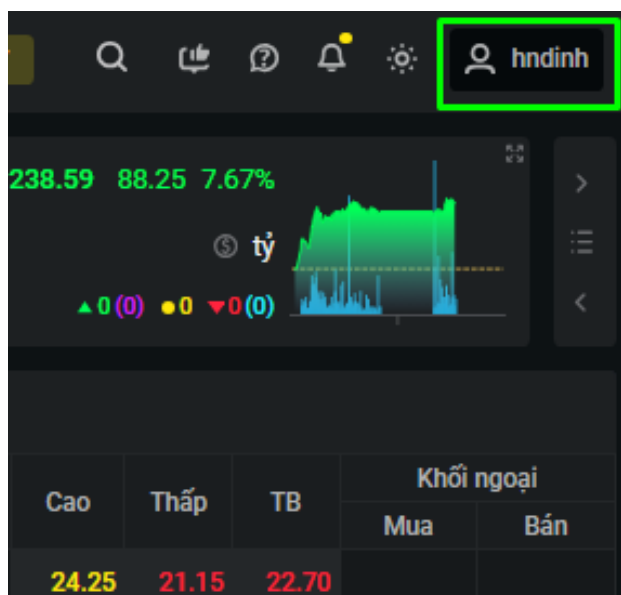 hndinh
238.59 88.25 7.67%
tỷ
0 (0) 0 0 (0)
Khối ngoại
Cao Thấp TB
Mua Bán
24.25 21.15 22.70